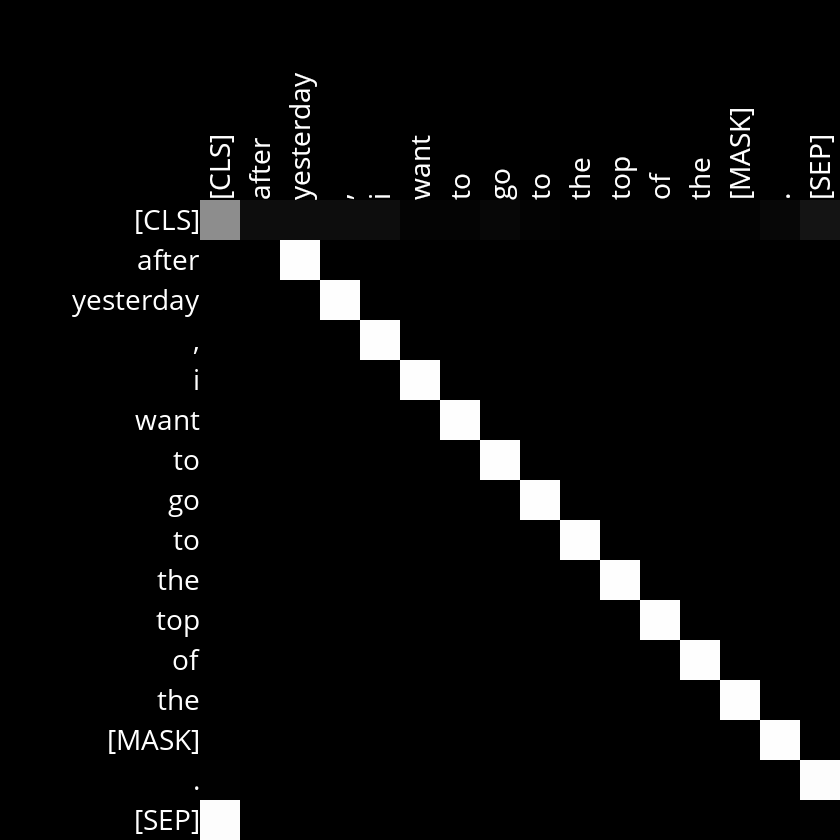 [CLS] after yesterday , i want to go to the top of the [MASK] . [SEP]
[CLS]
after
yesterday
,
i
want
to
go
to
the
top
of
the
[MASK]
.
[SEP]